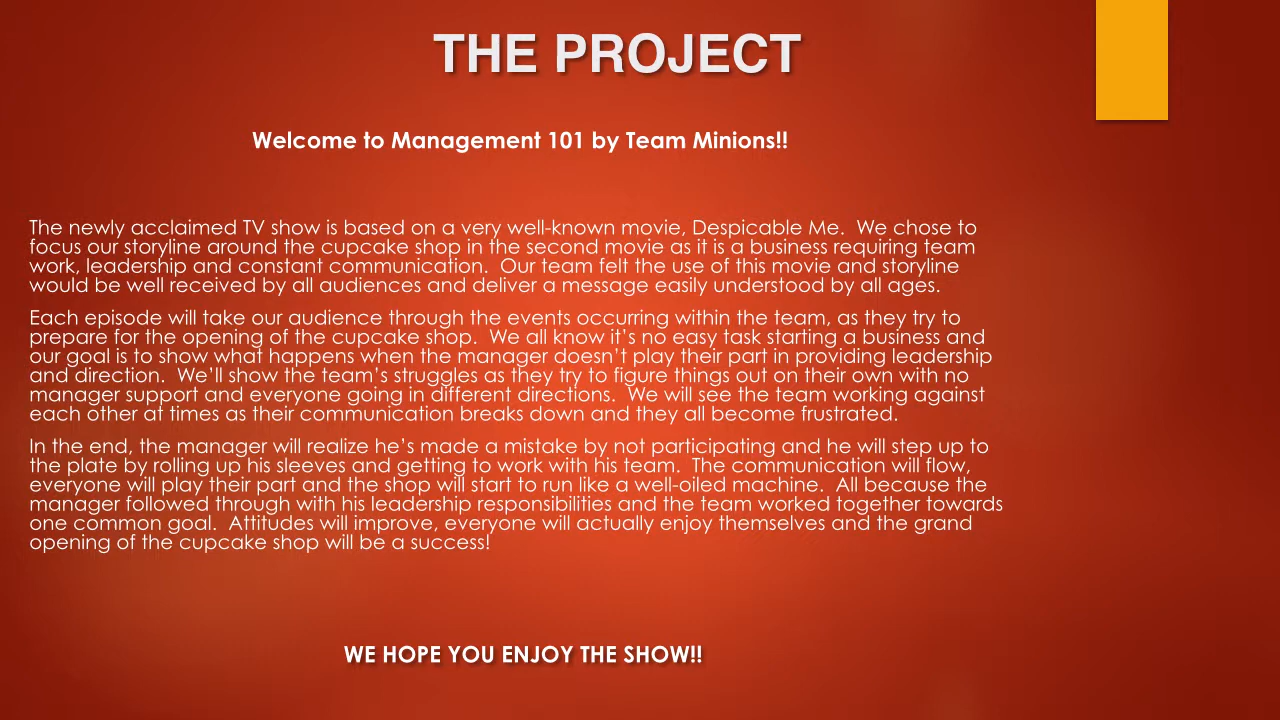 THE PROJECT
Welcome to Management 101 by Team Minions!!
The newly acclaimed TV show is based on a very well-known movie, Despicable Me.  We chose to
focus our storyline around the cupcake shop in the second movie as it is a business requiring team
work, leadership and constant communication.  Our team felt the use of this movie and storyline
would be well received by all audiences and deliver a message easily understood by all ages.
Each episode will take our audience through the events occurring within the team, as they try to
prepare for the opening of the cupcake shop.  We all know it’s no easy task starting a business and
our goal is to show what happens when the manager doesn’t play their part in providing leadership
and direction.  We’ll show the team’s struggles as they try to figure things out on their own with no
manager support and everyone going in different directions.  We will see the team working against
each other at times as their communication breaks down and they all become frustrated.
In the end, the manager will realize he’s made a mistake by not participating and he will step up to
the plate by rolling up his sleeves and getting to work with his team.  The communication will flow,
everyone will play their part and the shop will start to run like a well-oiled machine.  All because the
manager followed through with his leadership responsibilities and the team worked together towards
one common goal.  Attitudes will improve, everyone will actually enjoy themselves and the grand
opening of the cupcake shop will be a success!
WE HOPE YOU ENJOY THE SHOW!!